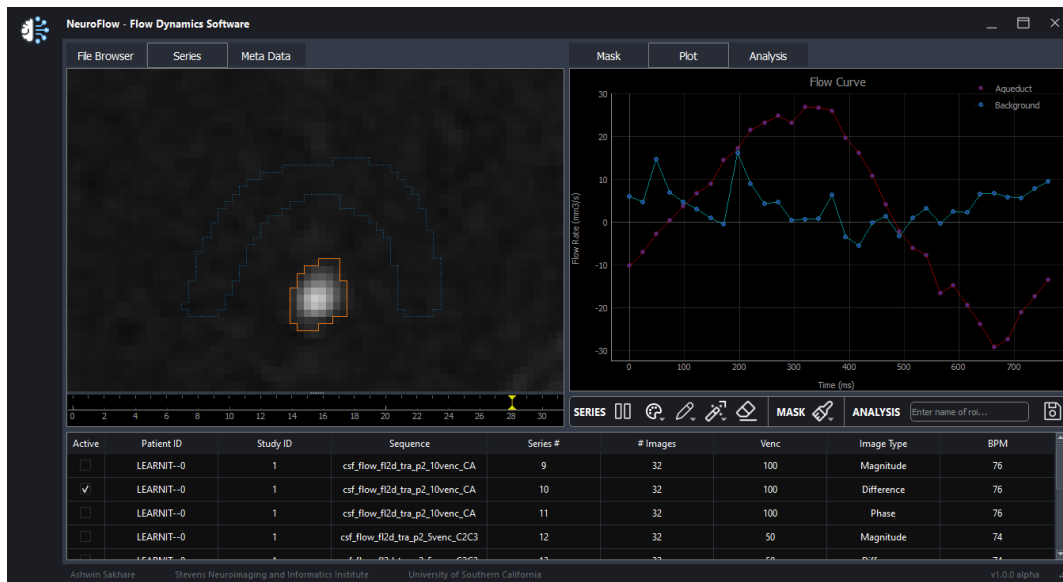 NeuroFlow - Flow Dynamics Software
File Browser Series Meta Data
Mask Plot Analysis
Flow Curve
Aqueduct
Background
30
20
10
0
-10
-20
-30
Flow Rate (mm3/s)
0 100 200 300 400 500 600 700
Time (ms)
0 2 4 6 8 10 12 14 16 18 20 22 24 26 28 30
SERIES MASK ANALYSIS Enter name of roi...
Active Patient ID Study ID Sequence Series # # Images Venc Image Type BPM
LEARNIT--0 1 csf_flow_fl2d_tra_p2_10venc_CA 9 32 100 Magnitude 76
LEARNIT--0 1 csf_flow_fl2d_tra_p2_10venc_CA 10 32 100 Difference 76
LEARNIT--0 1 csf_flow_fl2d_tra_p2_10venc_CA 11 32 100 Phase 76
LEARNIT--0 1 csf_flow_fl2d_tra_p2_5venc_C2C3 12 32 50 Magnitude 74
Ashwin Sakhare Stevens Neuroimaging and Informatics Institute University of Southern California v1.0.0 alpha